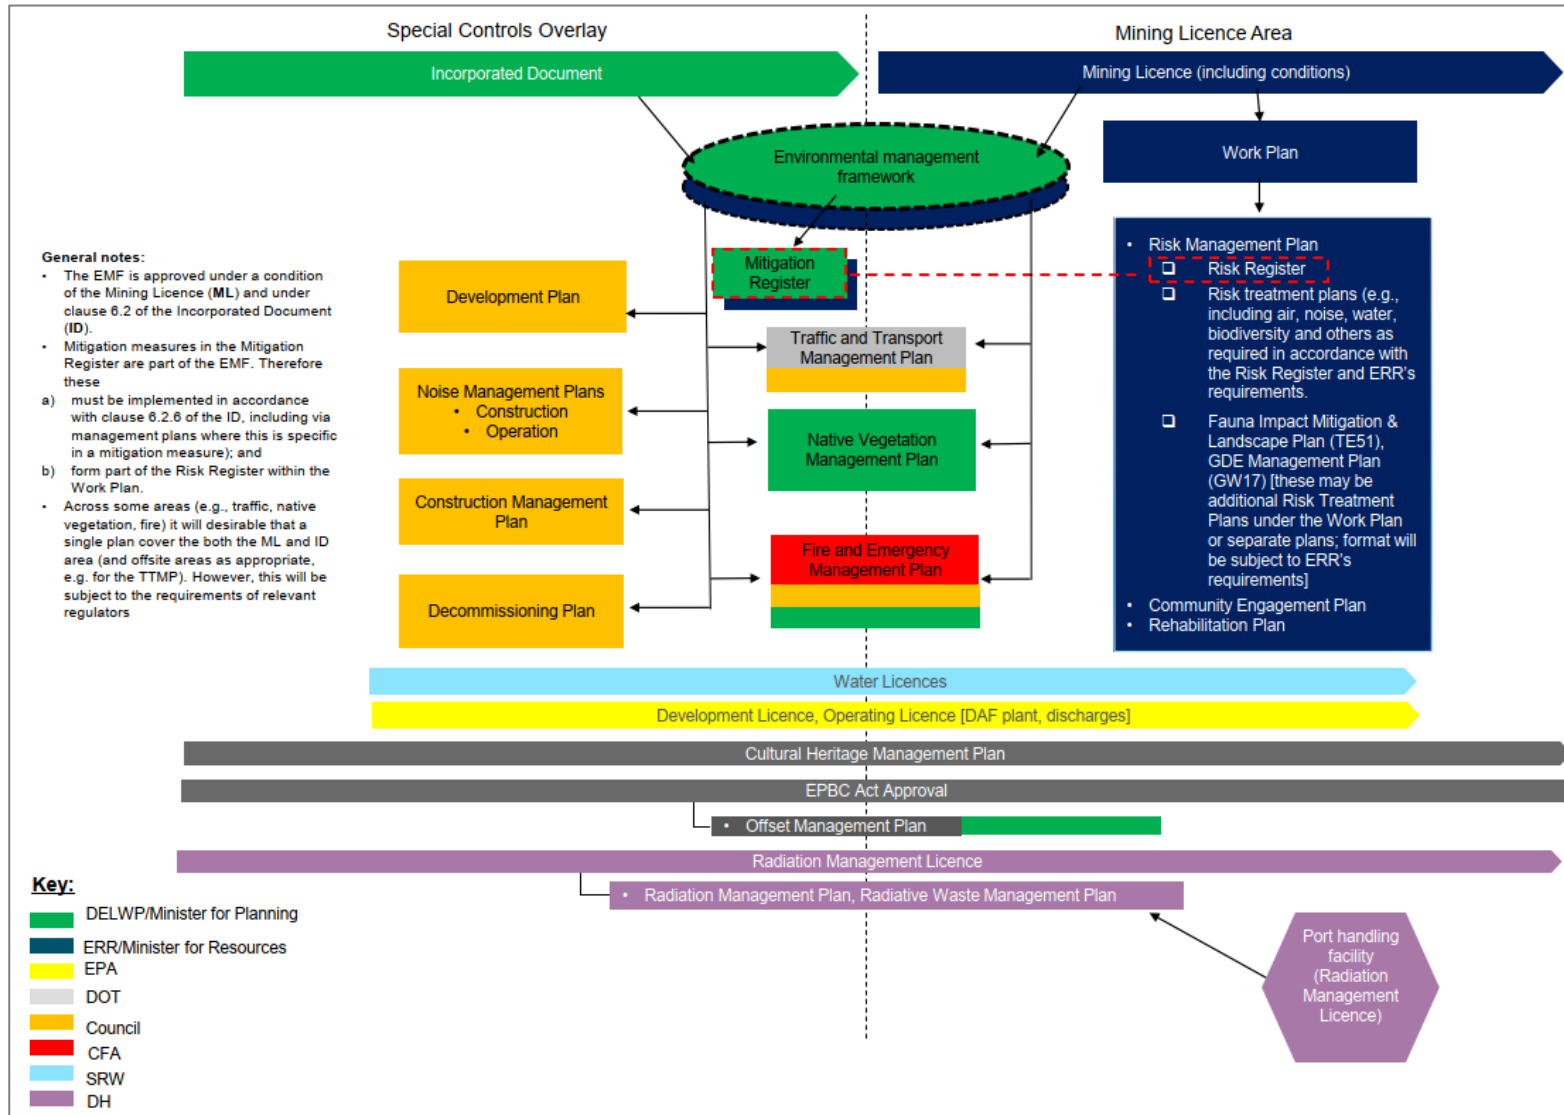 Special Controls Overlay
Mining Licence Area
Incorporated Document
Mining Licence (including conditions)
Environmental management
framework
Work Plan
General notes:
• The EMF is approved under a condition
of the Mining Licence (ML) and under
clause 6.2 of the Incorporated Document
(ID).
• Mitigation measures in the Mitigation
Register are part of the EMF. Therefore
these
a) must be implemented in accordance
with clause 6.2.6 of the ID, including via
management plans where this is specific
in a mitigation measure); and
b) form part of the Risk Register within the
Work Plan.
• Across some areas (e.g., traffic, native
vegetation, fire) it will desirable that a
single plan cover the both the ML and ID
area (and offsite areas as appropriate,
e.g. for the TTMP). However, this will be
subject to the requirements of relevant
regulators
Development Plan
Noise Management Plans
• Construction
• Operation
Construction Management
Plan
Decommissioning Plan
Mitigation
Register
Traffic and Transport
Management Plan
Native Vegetation
Management Plan
Fire and Emergency
Management Plan
• Risk Management Plan
❑ Risk Register
❑ Risk treatment plans (e.g.,
including air, noise, water,
biodiversity and others as
required in accordance with
the Risk Register and ERR's
requirements.
❑ Fauna Impact Mitigation &
Landscape Plan (TE51),
GDE Management Plan
(GW17) [these may be
additional Risk Treatment
Plans under the Work Plan
or separate plans; format will
be subject to ERR's
requirements]
• Community Engagement Plan
• Rehabilitation Plan
Water Licences
Development Licence, Operating Licence [DAF plant, discharges]
Cultural Heritage Management Plan
EPBC Act Approval
• Offset Management Plan
Radiation Management Licence
• Radiation Management Plan, Radiative Waste Management Plan
Port handling
facility
(Radiation
Management
Licence)
Key:
DELWP/Minister for Planning
ERR/Minister for Resources
EPA
DOT
Council
CFA
SRW
DH